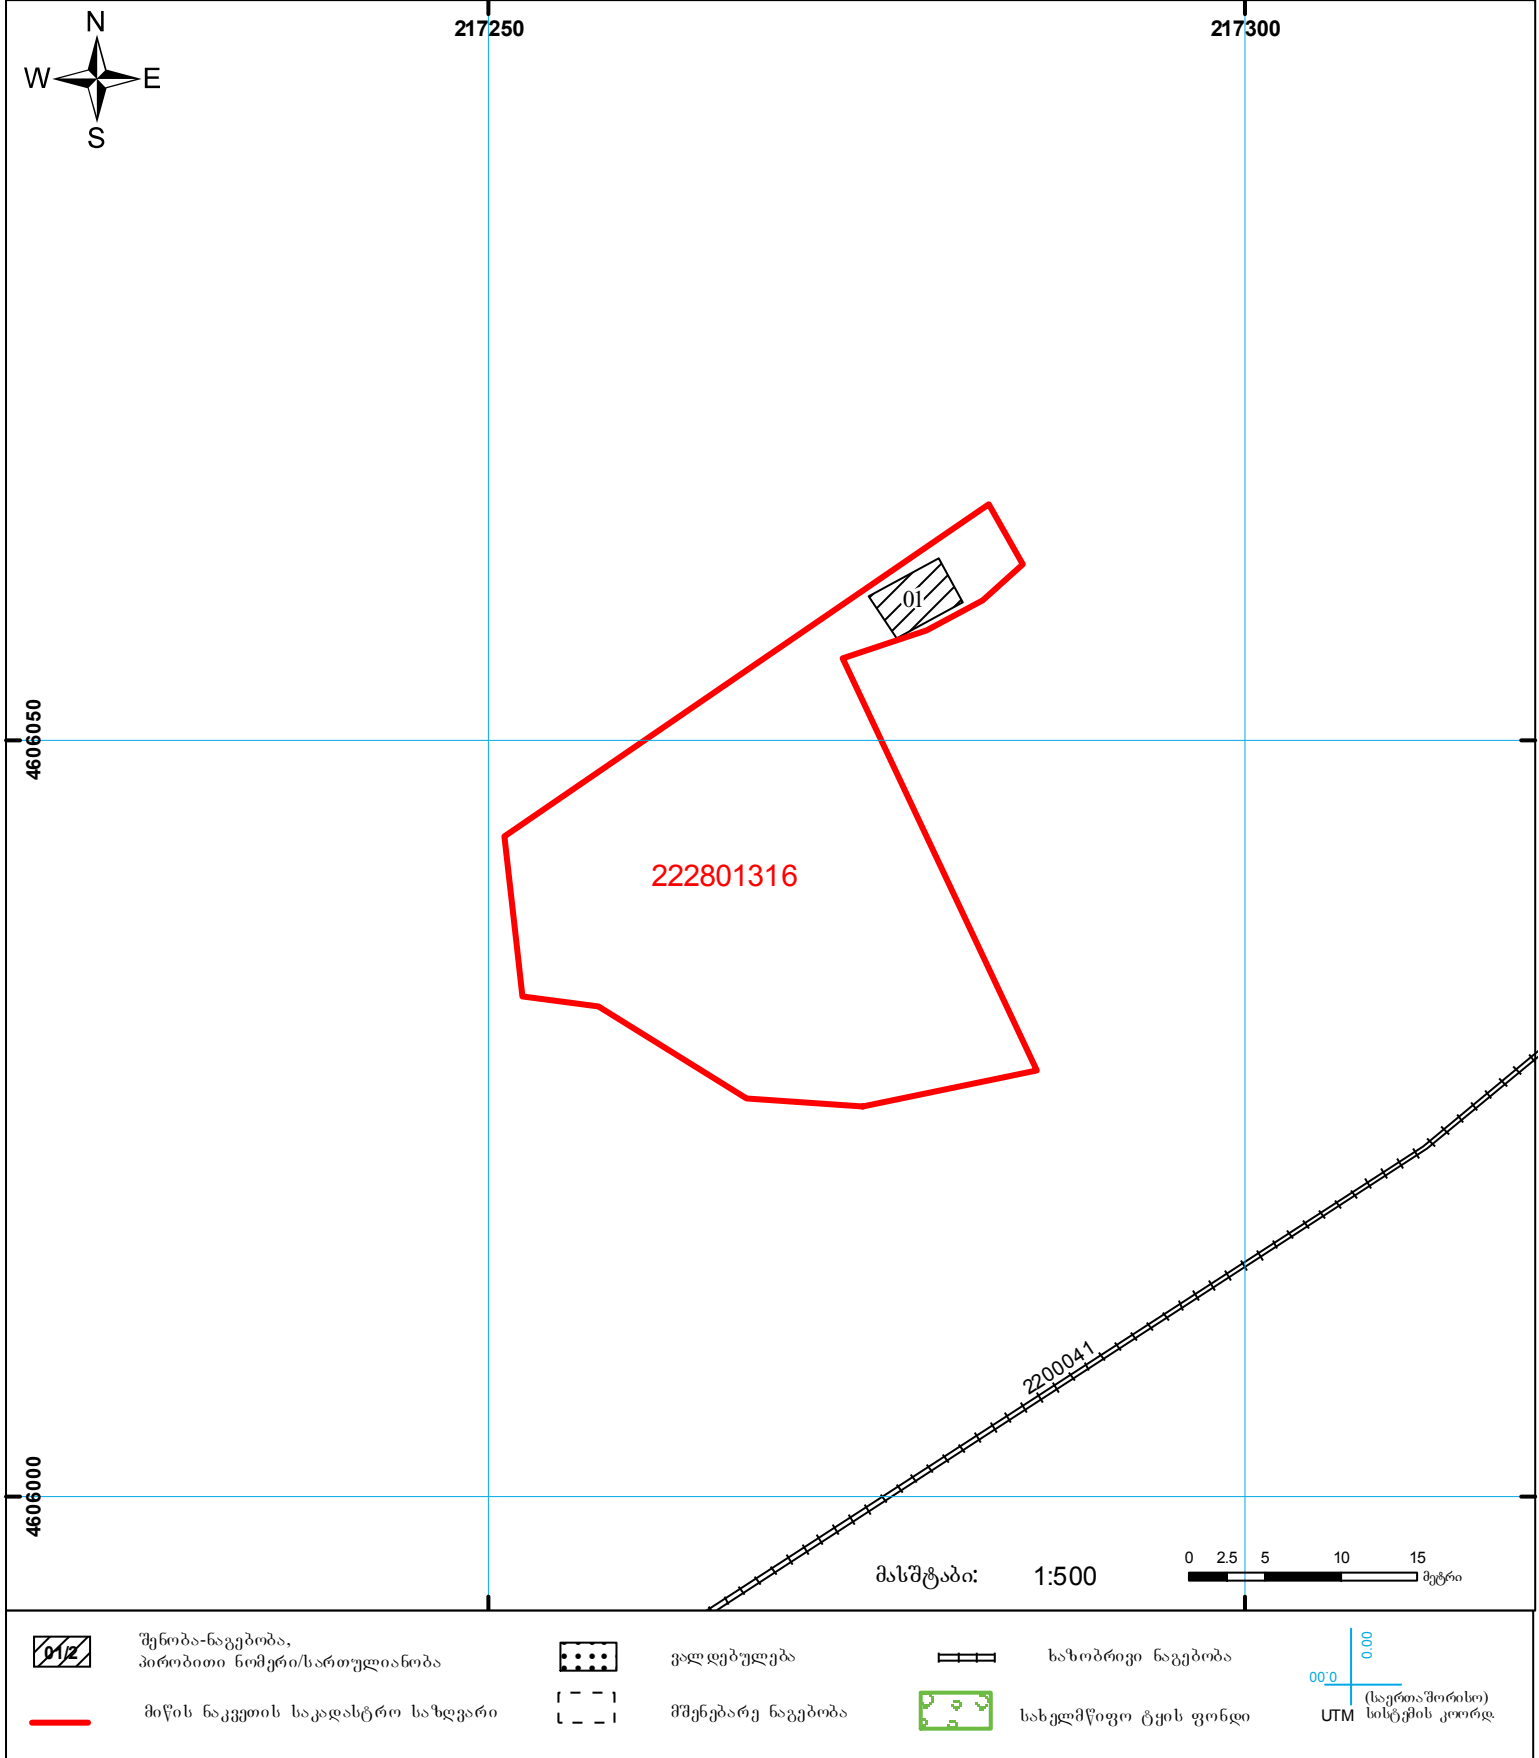 N
217250
217300
W
E
S
01
4606050
222801316
2200041
4606000
მასშტაბი: 1:500
0 2.5 5 10 15
მეტრი
01/2
შენობა-ნაგებობა,
პირობითი ნომერი/სართულიანობა
ვალდებულება
ხაზობრივი ნაგებობა
00.0
00.0
მიწის ნაკვეთის საკადასტრო საზღვარი
მშენებარე ნაგებობა
სახელმწიფო ტყის ფონდი
UTM
(საერთაშორისო)
სისტემის კოორდ.